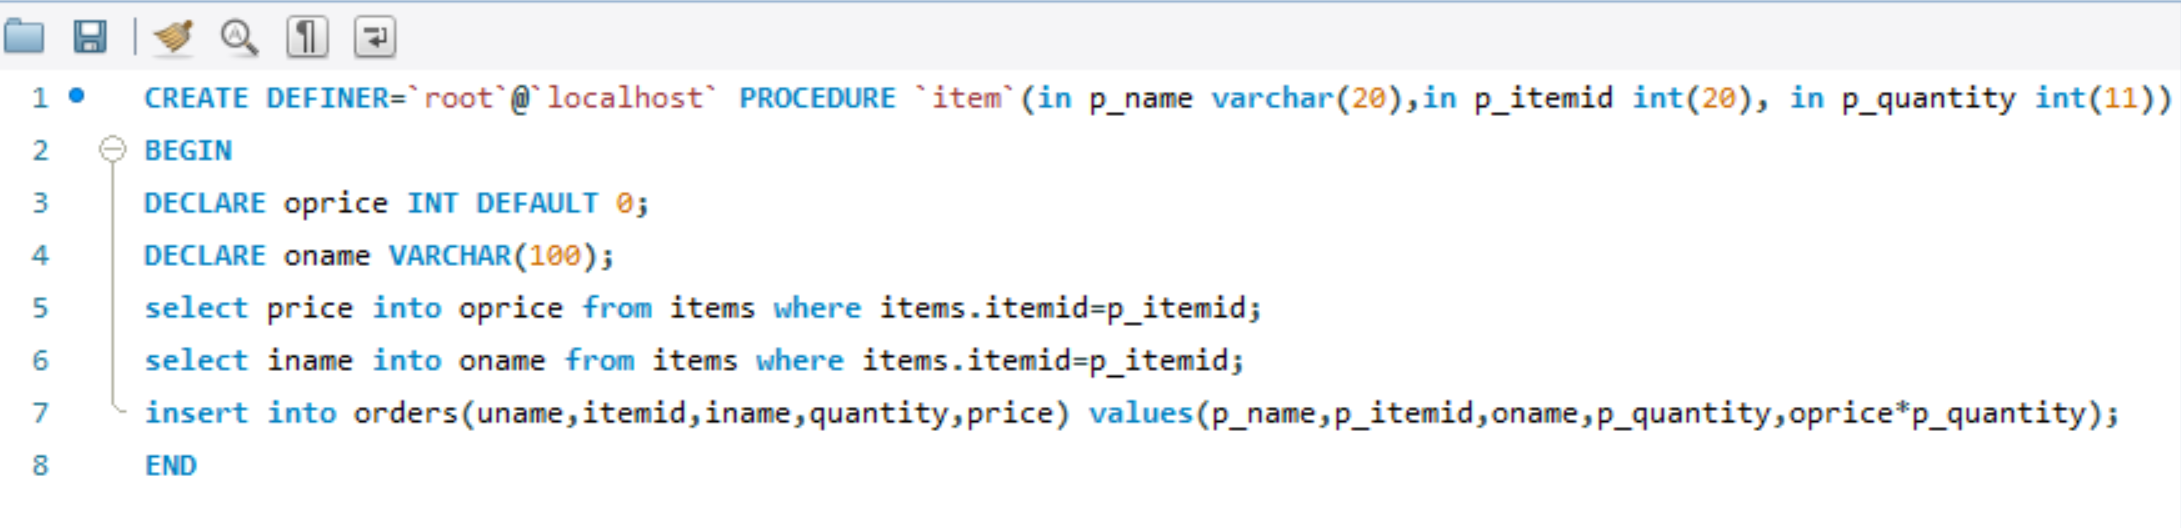 1 CREATE DEFINER=`root`@`localhost` PROCEDURE `item`(in p_name varchar(20),in p_itemid int(20), in p_quantity int(11))
2 BEGIN
3 DECLARE oprice INT DEFAULT 0;
4 DECLARE oname VARCHAR(100);
5 select price into oprice from items where items.itemid=p_itemid;
6 select iname into oname from items where items.itemid=p_itemid;
7 insert into orders(uname,itemid,iname,quantity,price) values(p_name,p_itemid,oname,p_quantity,oprice*p_quantity);
8 END